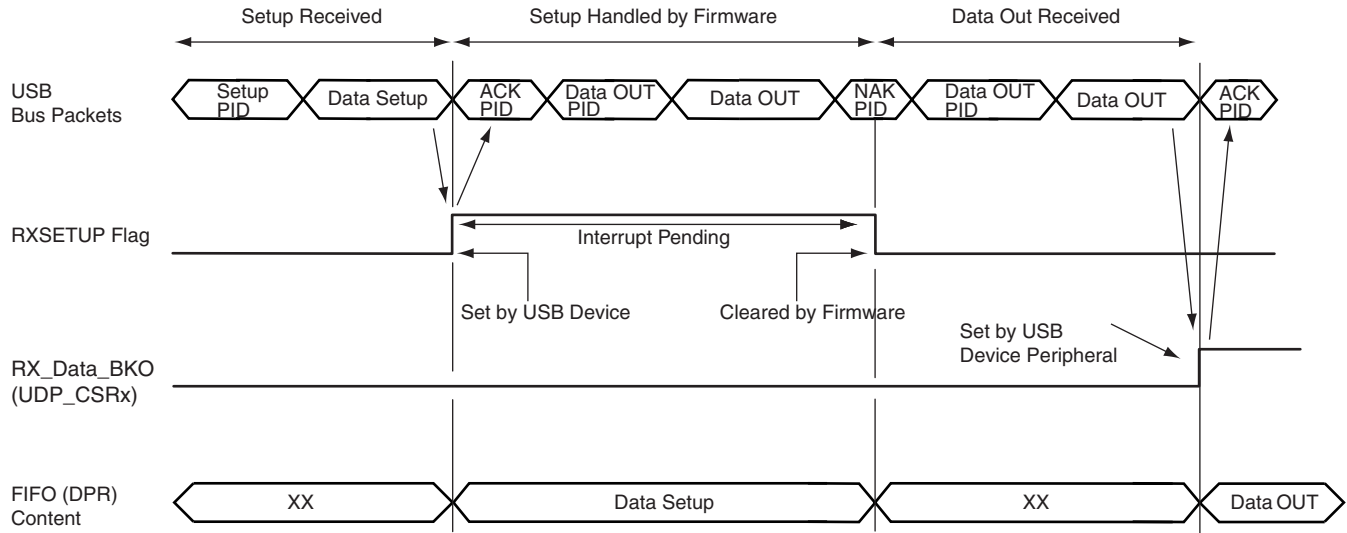 Setup Received
Setup Handled by Firmware
Data Out Received
USB
Bus Packets
Setup
PID
Data Setup
ACK
PID
Data OUT
PID
Data OUT
NAK
PID
Data OUT
PID
Data OUT
ACK
PID
RXSETUP Flag
Interrupt Pending
Set by USB Device
Cleared by Firmware
Set by USB
Device Peripheral
RX_Data_BKO
(UDP_CSRx)
FIFO (DPR)
Content
XX
Data Setup
XX
Data OUT